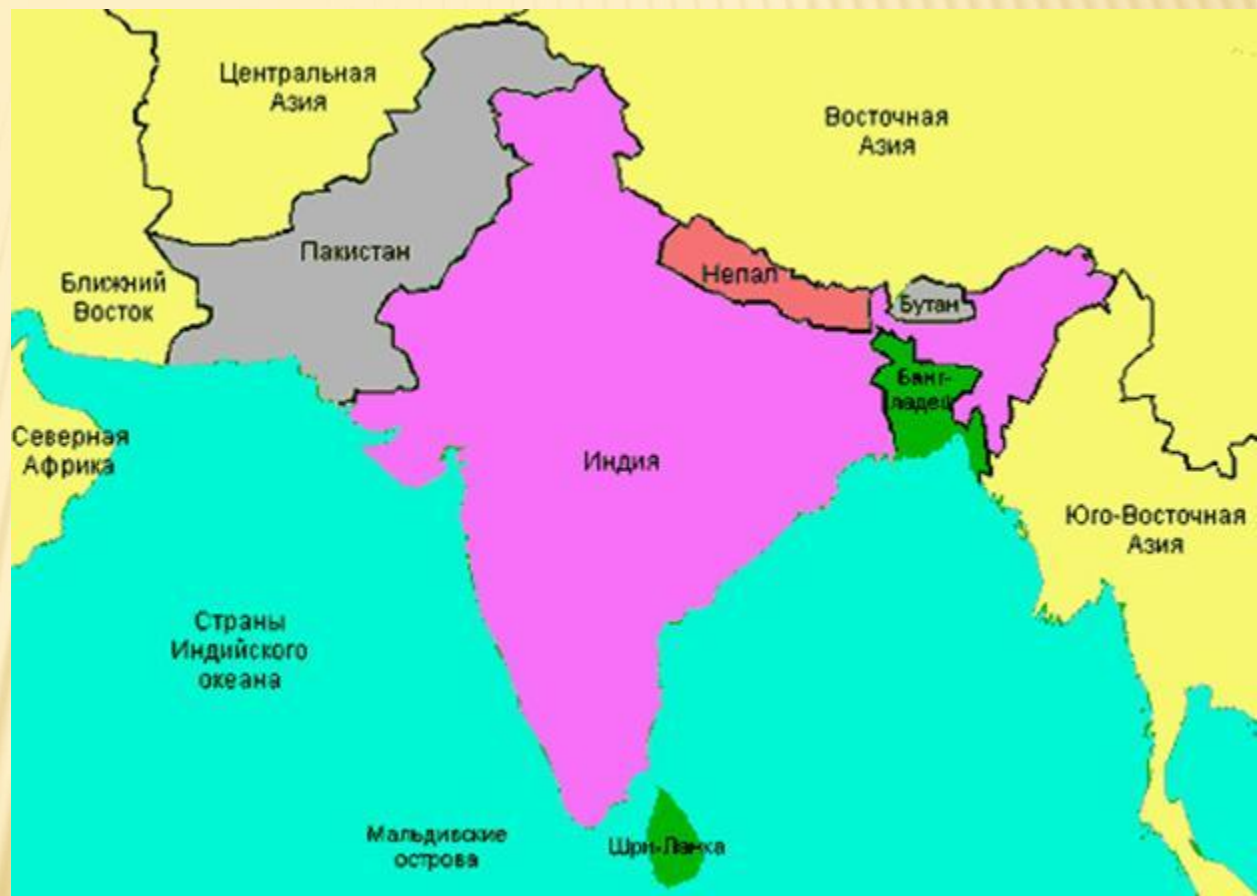 Центральная
Азия
Восточная
Азия
Пакистан
Ближний
Восток
Непал
Бутан
Банг-
ладеш
Северная
Африка
Индия
Юго-Восточная
Азия
Страны
Индийского
океана
Мальдивские
острова
Шри-Ланка